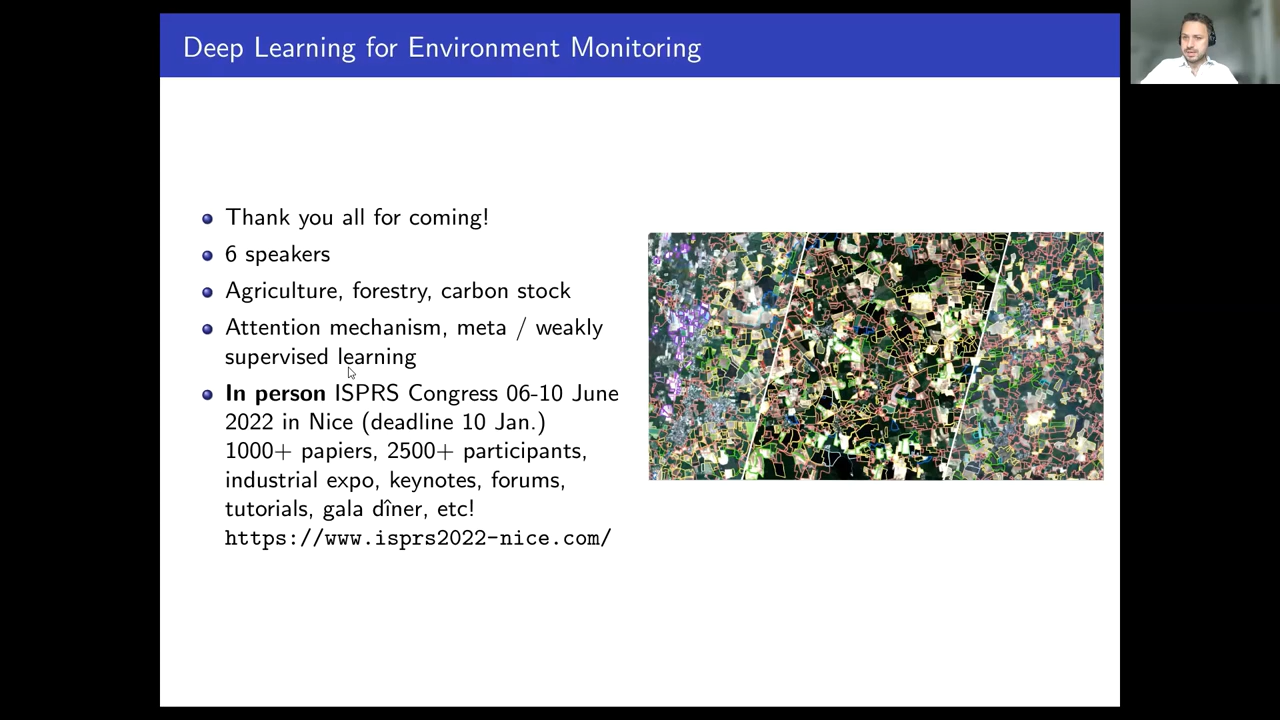 Deep Learning for Environment Monitoring
Thank you all for coming!
6 speakers
Agriculture, forestry, carbon stock
Attention mechanism, meta / weakly
supervised learning
In person ISPRS Congress 06-10 June
2022 in Nice (deadline 10 Jan.)
1000+ papiers, 2500+ participants,
industrial expo, keynotes, forums,
tutorials, gala dîner, etc!
https://www.isprs2022-nice.com/